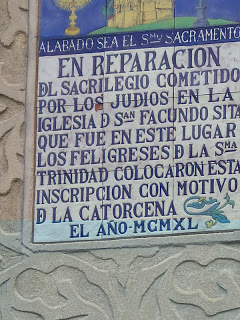 ALABADO SEA EL Sᴹᴼ SACRAMENTO
EN REPARACION
DL SACRILEGIO COMETIDO
POR LOS JUDIOS EN LA
IGLESIA D Sᴬᴺ FACUNDO SITA
QUE FUE EN ESTE LUGAR
LOS FELIGRESES D LA Sᴹᴬ
TRINIDAD COLOCARON ESTA
INSCRIPCION CON MOTIVO
D LA CATORCENA
EL AÑO-MCMXL